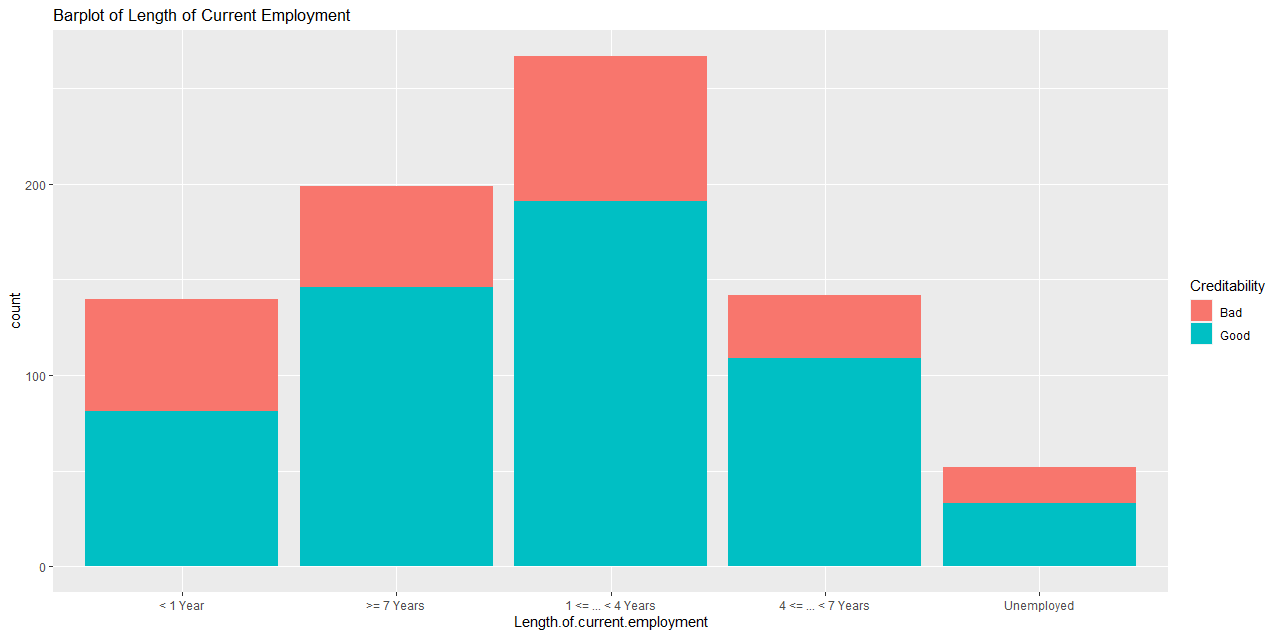 Barplot of Length of Current Employment
200
100
0
count
< 1 Year
>= 7 Years
1 <= ... < 4 Years
4 <= ... < 7 Years
Unemployed
Length.of.current.employment
Creditability
Bad
Good